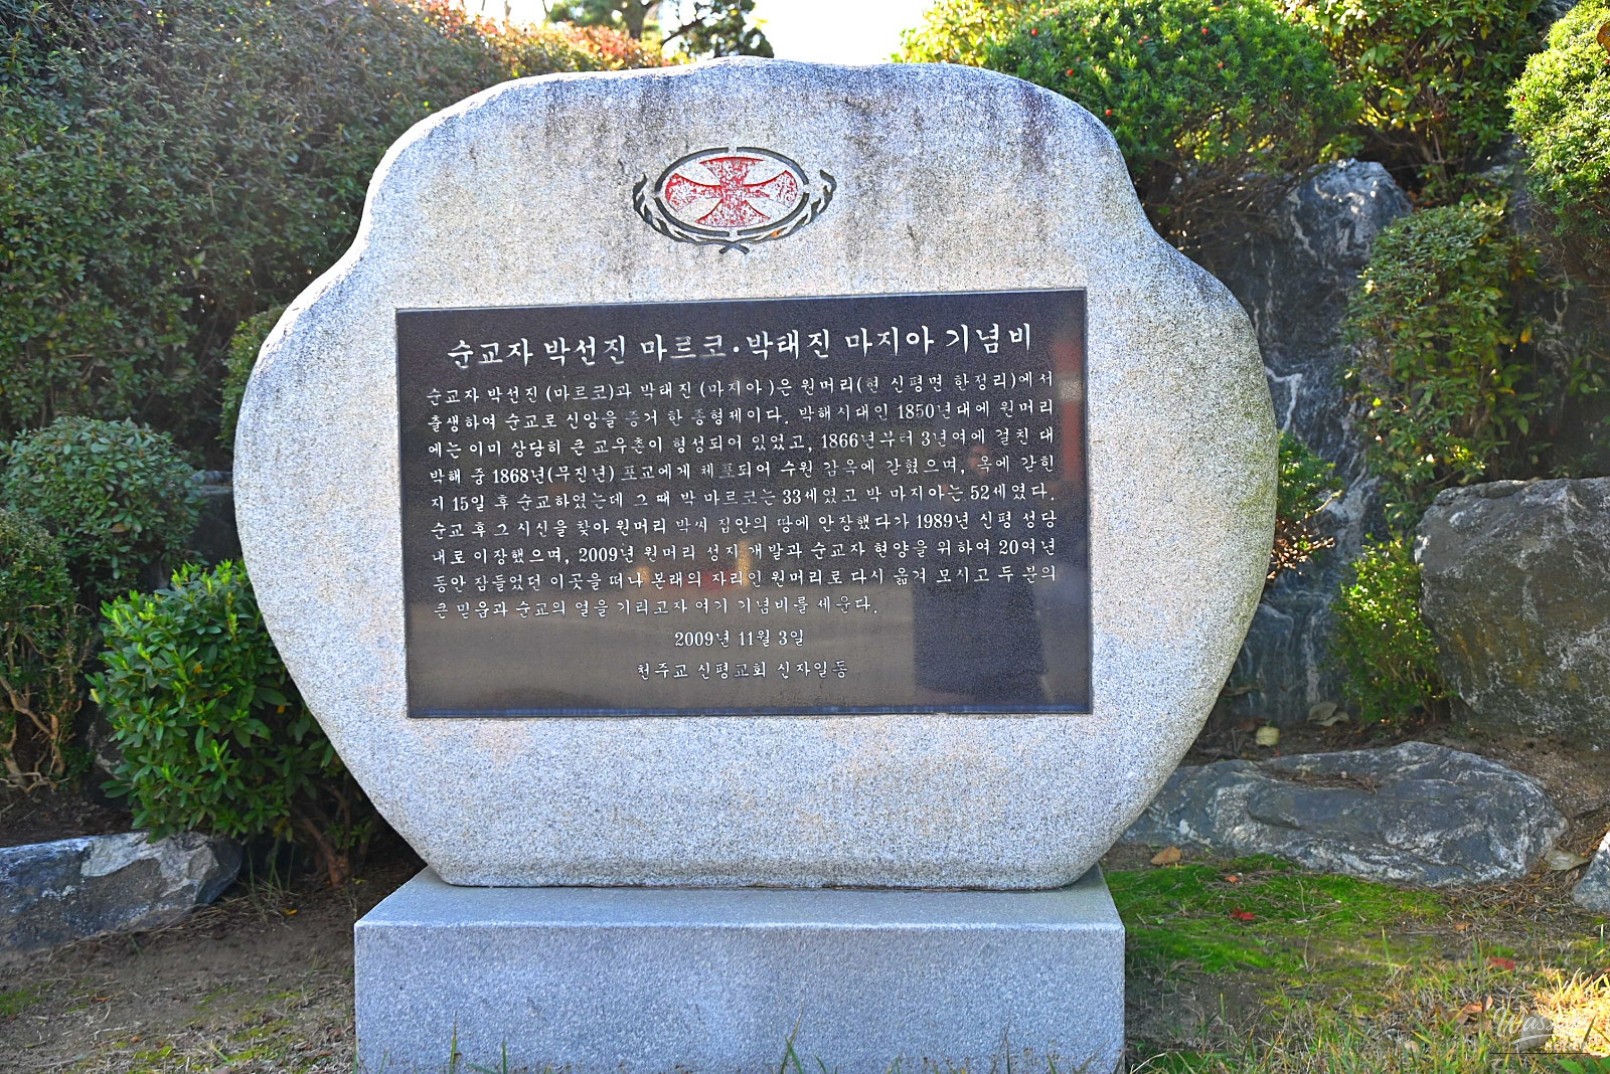 순교자 박선진 마르코·박태진 마지아 기념비
순교자 박선진 (마르코)과 박태진 (마지아)은 원머리(현 신평면 한정리)에서
출생하여 순교로 신앙을 증거 한 종형제이다. 박해시대인 1850년대에 원머리
에는 이미 상당히 큰 교우촌이 형성되어 있었고, 1866년부터 3년여에 걸친 대
박해 중 1868년(무진년) 포교에게 체포되어 수원 감옥에 갇혔으며, 옥에 갇힌
지 15일 후 순교하였는데 그 때 박 마르코는 33세였고 박 마지아는 52세였다.
순교 후 그 시신을 찾아 원머리 박씨 집안의 땅에 안장했다가 1989년 신평 성당
내로 이장했으며, 2009년 원머리 성지 개발과 순교자 현양을 위하여 20여년
동안 잠들었던 이곳을 떠나 본래의 자리인 원머리로 다시 옮겨 모시고 두 분의
큰 믿음과 순교의 얼을 기리고자 여기 기념비를 세운다.
2009년 11월 3일
천주교 신평교회 신자일동